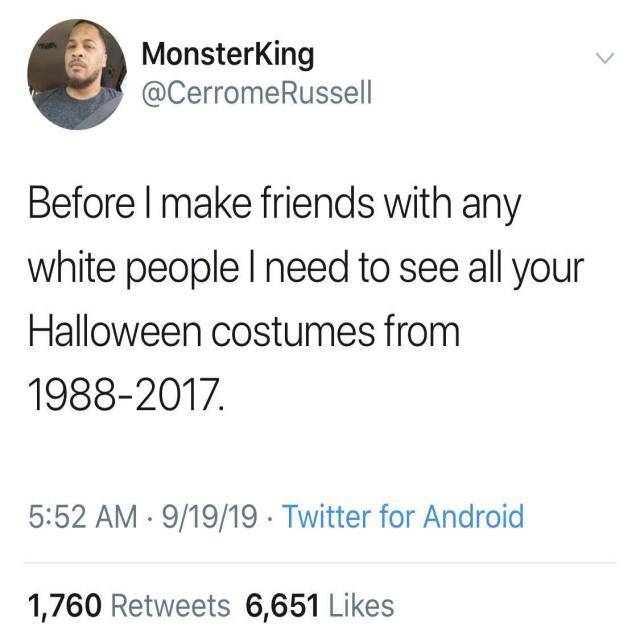 MonsterKing
@CerromeRussell
Before I make friends with any
white people I need to see all your
Halloween costumes from
1988-2017.
5:52 AM · 9/19/19 · Twitter for Android
1,760 Retweets 6,651 Likes